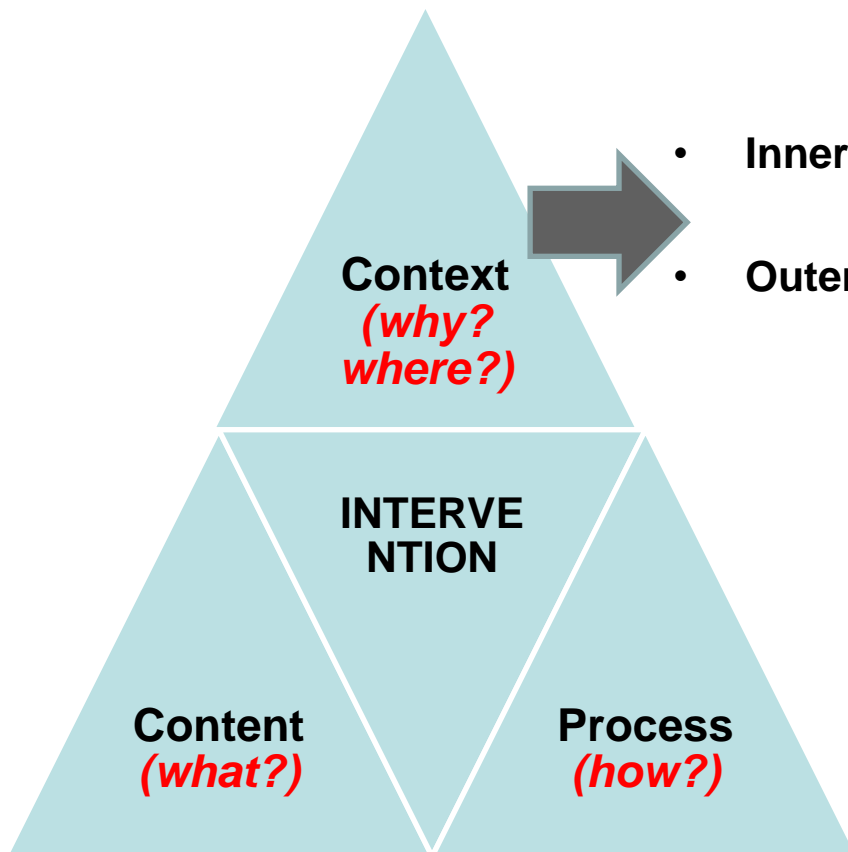 • Inner
• Outer
Context
(why?
where?)
INTERVE
NTION
Content
(what?)
Process
(how?)